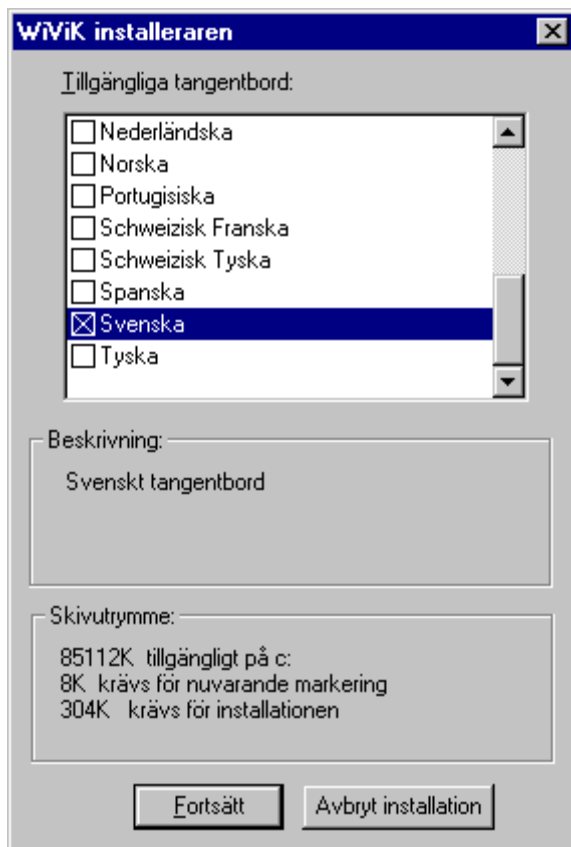 WiViK installeraren
Tillgängliga tangentbord:
Nederländska
Norska
Portugisiska
Schweizisk Franska
Schweizisk Tyska
Spanska
Svenska
Tyska
Beskrivning:
Svenskt tangentbord
Skivutrymme:
85112K tillgängligt på c:
8K krävs för nuvarande markering
304K krävs för installationen
Fortsätt
Avbryt installation